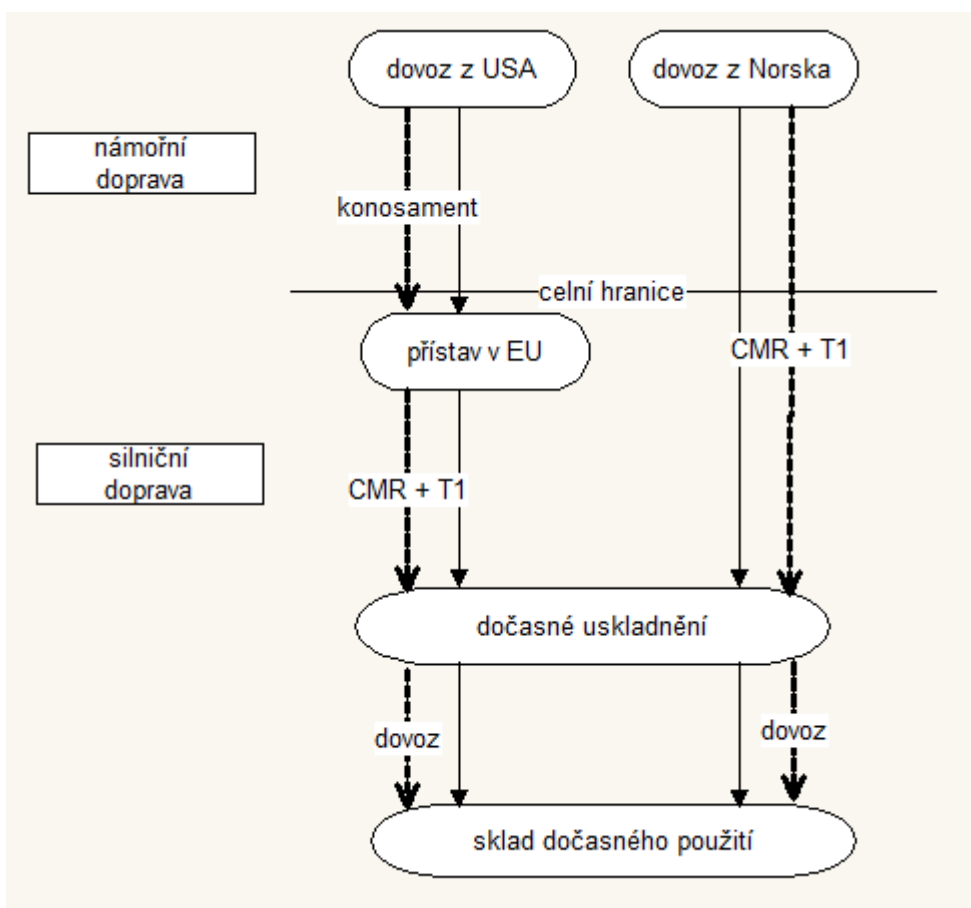 dovoz z USA
dovoz z Norska
námořní
doprava
konosament
celní hranice
přístav v EU
CMR + T1
silniční
doprava
CMR + T1
dočasné uskladnění
dovoz
dovoz
sklad dočasného použití